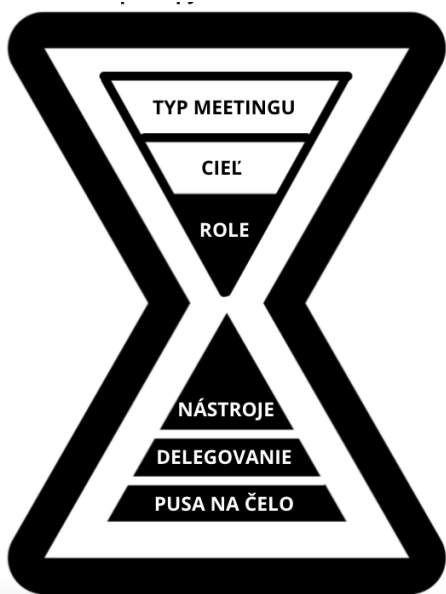 TYP MEETINGU
CIEĽ
ROLE
NÁSTROJE
DELEGOVANIE
PUSA NA ČELO